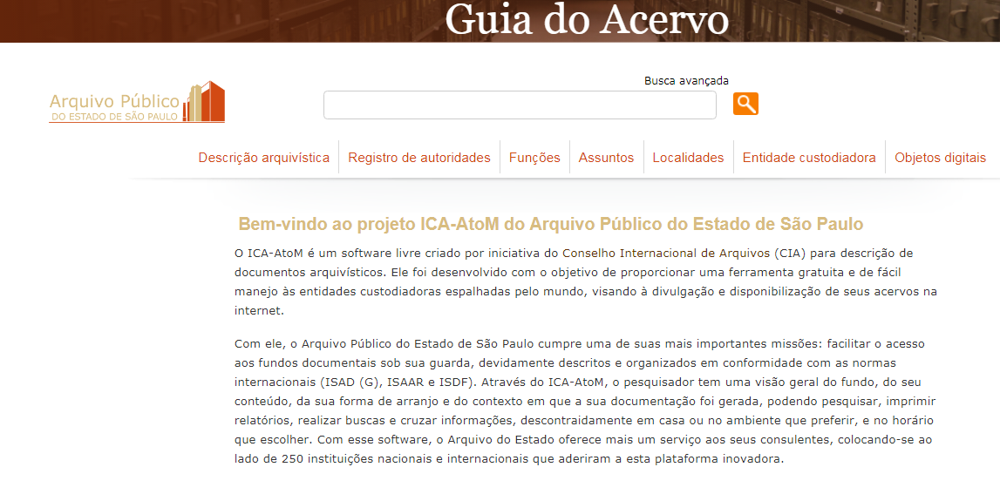 Guia do Acervo
Busca avançada
Arquivo Público
DO ESTADO DE SÃO PAULO
Descrição arquivística Registro de autoridades Funções Assuntos Localidades Entidade custodiadora Objetos digitais
Bem-vindo ao projeto ICA-AtoM do Arquivo Público do Estado de São Paulo
O ICA-AtoM é um software livre criado por iniciativa do Conselho Internacional de Arquivos (CIA) para descrição de
documentos arquivísticos. Ele foi desenvolvido com o objetivo de proporcionar uma ferramenta gratuita e de fácil
manejo às entidades custodiadoras espalhadas pelo mundo, visando à divulgação e disponibilização de seus acervos na
internet.
Com ele, o Arquivo Público do Estado de São Paulo cumpre uma de suas mais importantes missões: facilitar o acesso
aos fundos documentais sob sua guarda, devidamente descritos e organizados em conformidade com as normas
internacionais (ISAD (G), ISAAR e ISDF). Através do ICA-AtoM, o pesquisador tem uma visão geral do fundo, do seu
conteúdo, da sua forma de arranjo e do contexto em que a sua documentação foi gerada, podendo pesquisar, imprimir
relatórios, realizar buscas e cruzar informações, descontraidamente em casa ou no ambiente que preferir, e no horário
que escolher. Com esse software, o Arquivo do Estado oferece mais um serviço aos seus consulentes, colocando-se ao
lado de 250 instituições nacionais e internacionais que aderiram a esta plataforma inovadora.